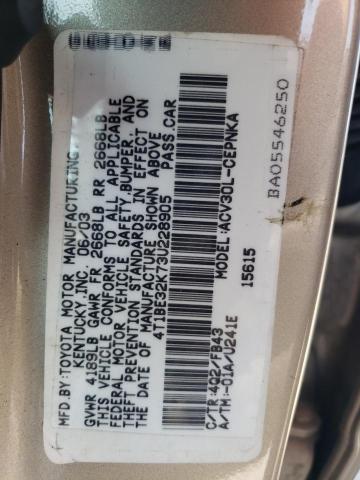 MFD.BY:TOYOTA MOTOR MANUFACTURING,
KENTUCKY,INC. 06/03
GVWR 4189LB GAWR FR 2668LB RR 2668LB
THIS VEHICLE CONFORMS TO ALL APPLICABLE
FEDERAL MOTOR VEHICLE SAFETY,BUMPER, AND
THEFT PREVENTION STANDARDS IN EFFECT ON
THE DATE OF MANUFACTURE SHOWN ABOVE
4T1BE32K73U228905 PASS.CAR
MODEL:ACV30L-CEPNKA
15615
C/TR:4Q2/FB43
A/TM:-01A/U241E
BA05546250